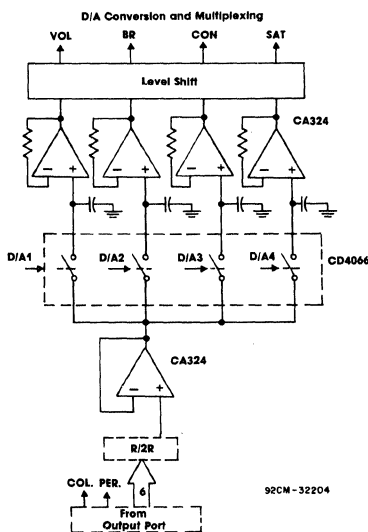 D/A Conversion and Multiplexing
VOL BR CON SAT
Level Shift
CA324
− + − + − + − +
D/A1 D/A2 D/A3 D/A4 CD4066
CA324
− +
R/2R
COL. PER. 6
92CM-32204
From
Output Port